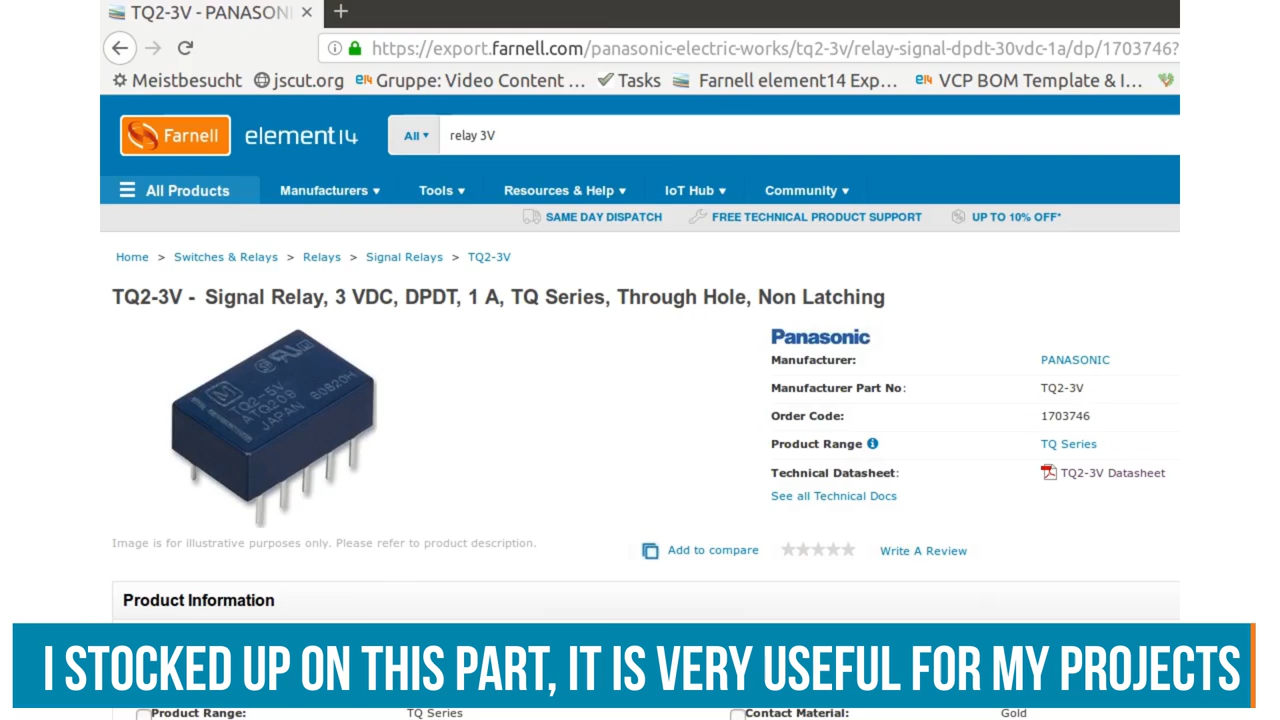 TQ2-3V - PANASONI × +
https://export.farnell.com/panasonic-electric-works/tq2-3v/relay-signal-dpdt-30vdc-1a/dp/1703746?
Meistbesucht jscut.org e14 Gruppe: Video Content ... Tasks Farnell element14 Exp... e14 VCP BOM Template & I...
Farnell element14 All relay 3V
All Products Manufacturers Tools Resources & Help IoT Hub Community
SAME DAY DISPATCH FREE TECHNICAL PRODUCT SUPPORT UP TO 10% OFF*
Home > Switches & Relays > Relays > Signal Relays > TQ2-3V
TQ2-3V - Signal Relay, 3 VDC, DPDT, 1 A, TQ Series, Through Hole, Non Latching
TQ2-5V
ATQ209
JAPAN 60820H
Panasonic
Manufacturer: PANASONIC
Manufacturer Part No: TQ2-3V
Order Code: 1703746
Product Range TQ Series
Technical Datasheet: TQ2-3V Datasheet
See all Technical Docs
Image is for illustrative purposes only. Please refer to product description.
Add to compare Write A Review
Product Information
I STOCKED UP ON THIS PART, IT IS VERY USEFUL FOR MY PROJECTS
Product Range: TQ Series Contact Material: Gold